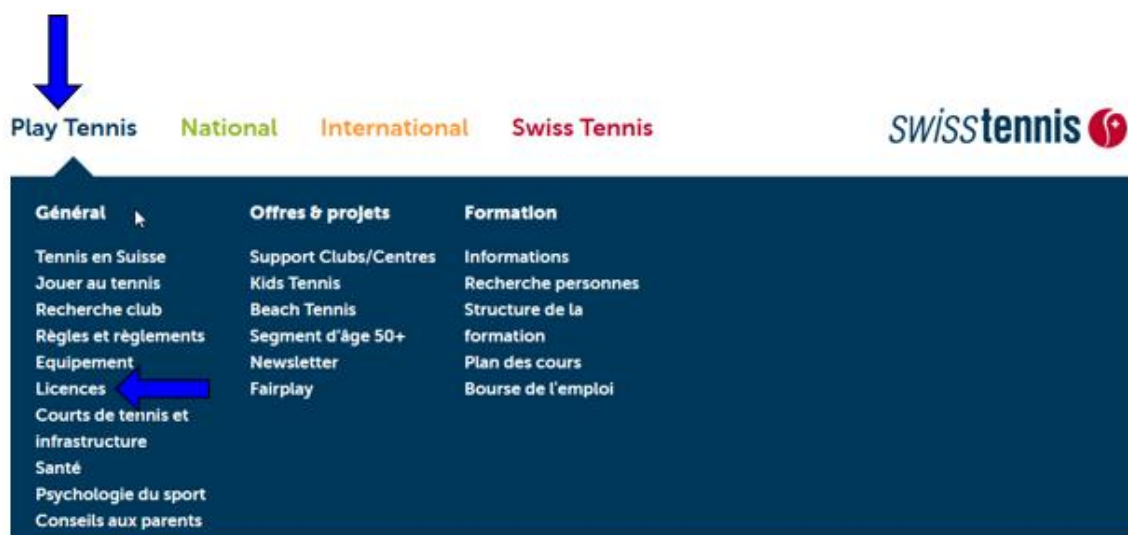 Play Tennis National International Swiss Tennis swisstennis
Général
Tennis en Suisse
Jouer au tennis
Recherche club
Règles et règlements
Equipement
Licences
Courts de tennis et
infrastructure
Santé
Psychologie du sport
Conseils aux parents
Offres & projets
Support Clubs/Centres
Kids Tennis
Beach Tennis
Segment d'âge 50+
Newsletter
Fairplay
Formation
Informations
Recherche personnes
Structure de la
formation
Plan des cours
Bourse de l'emploi